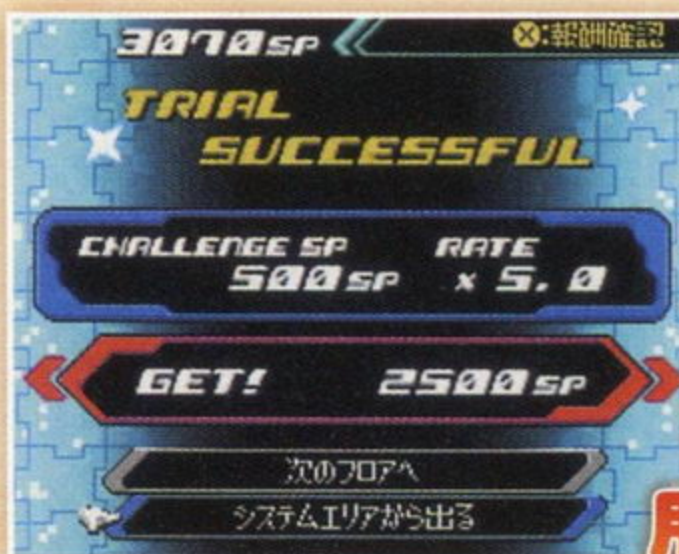 3070SP
Ⓧ:報酬確認
TRIAL
SUCCESSFUL
CHALLENGE SP
RATE
500SP
x 5.0
GET!
2500SP
次のフロアへ
システムエリアから出る